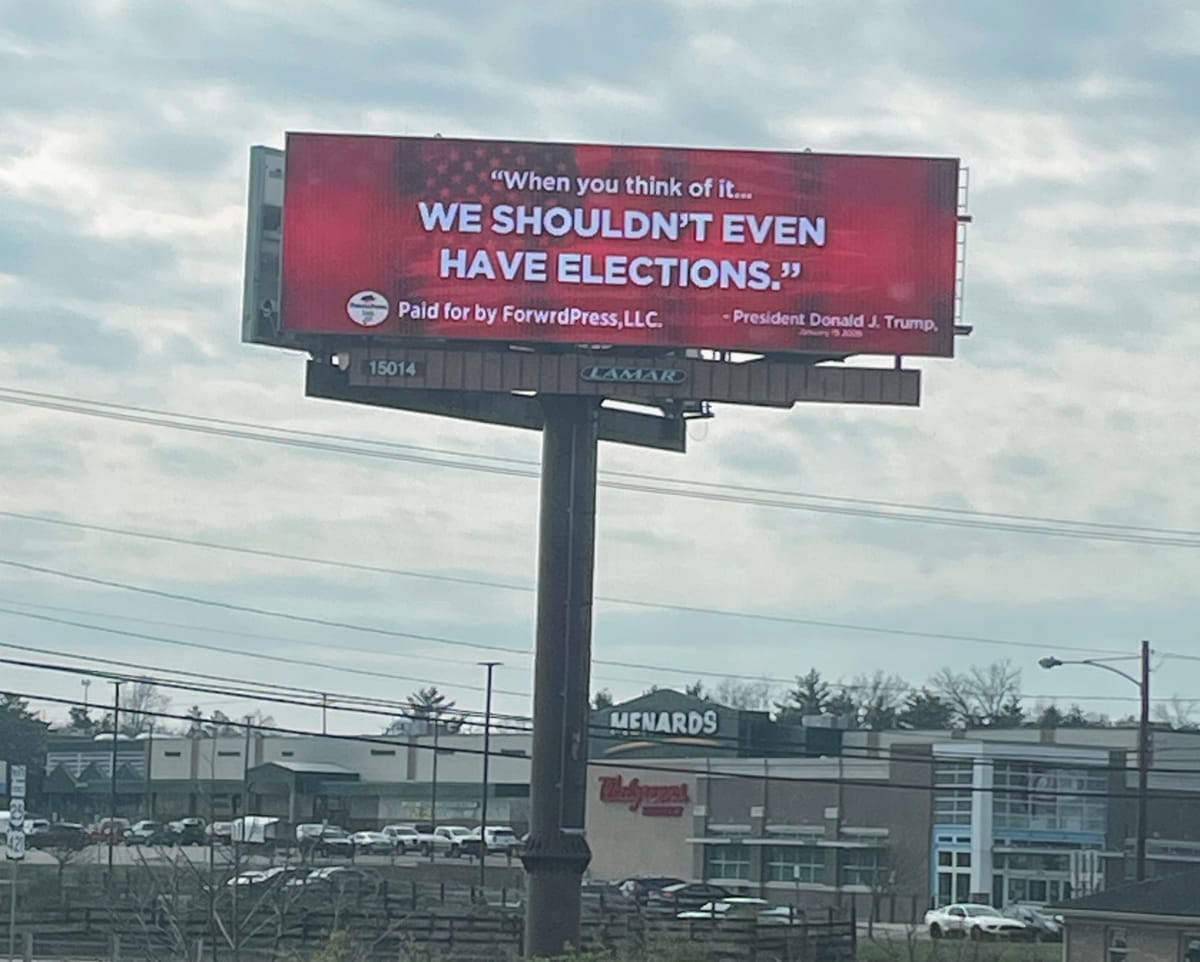 “When you think of it...
WE SHOULDN'T EVEN
HAVE ELECTIONS.”
Paid for by ForwrdPress,LLC.
- President Donald J. Trump,
15014
LAMAR
MENARDS
Walgreens
421